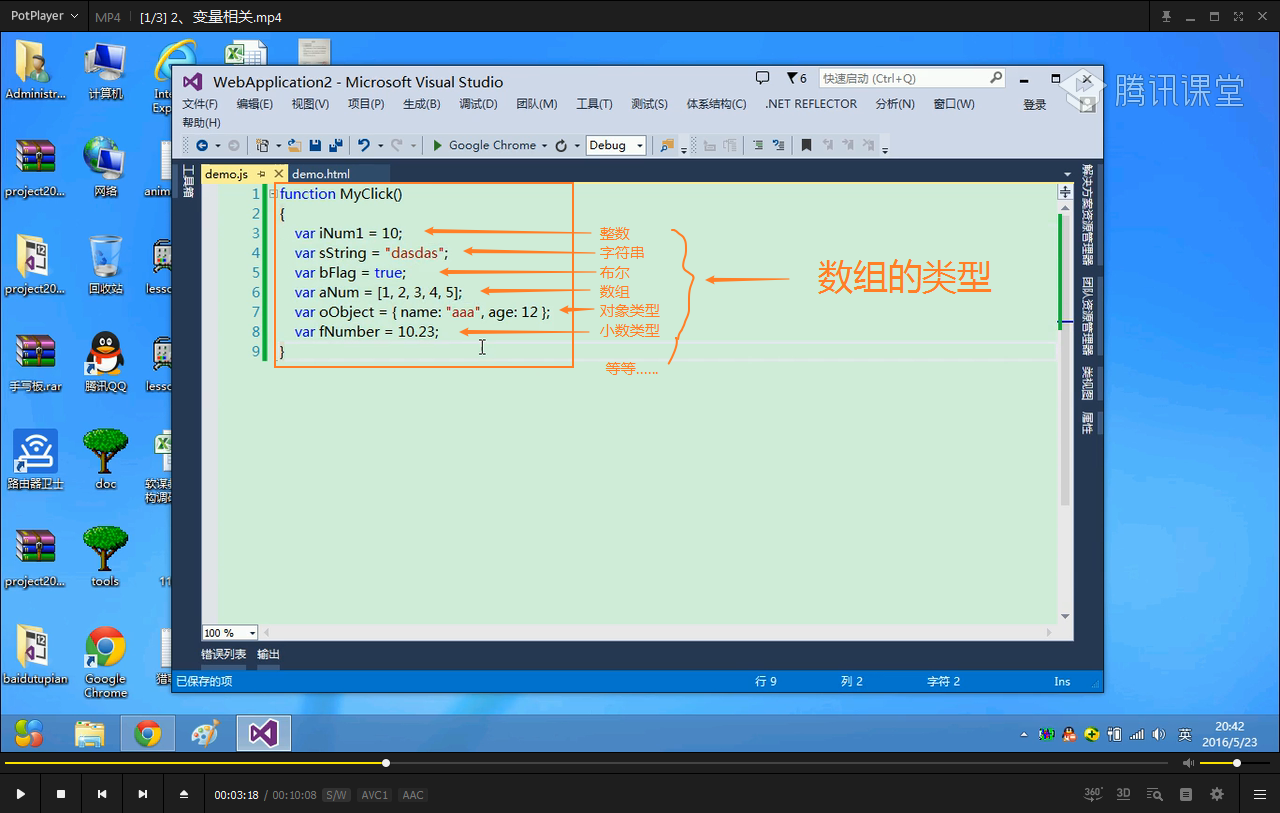 PotPlayer
MP4
[1/3] 2、变量相关.mp4
腾讯课堂
Administr...
计算机
Inte
Exp
project20...
网络
anim
project20...
回收站
lesso
手写板.rar
腾讯QQ
lesso
路由器卫士
doc
软谋教
构调研
project20...
tools
11
baidutupian
Google
Chrome
WebApplication2 - Microsoft Visual Studio
6
快速启动 (Ctrl+Q)
文件(F) 编辑(E) 视图(V) 项目(P) 生成(B) 调试(D) 团队(M) 工具(T) 测试(S) 体系结构(C) .NET REFLECTOR 分析(N) 窗口(W) 登录
帮助(H)
Google Chrome
Debug
工具箱
demo.js
demo.html
1 function MyClick()
2 {
3 var iNum1 = 10; 整数
4 var sString = "dasdas"; 字符串
5 var bFlag = true; 布尔
6 var aNum = [1, 2, 3, 4, 5]; 数组
7 var oObject = { name: "aaa", age: 12 }; 对象类型
8 var fNumber = 10.23; 小数类型
9 }
等等......
数组的类型
解决方案资源管理器
团队资源管理器
类视图
属性
100 %
错误列表 输出
已保存的项 行 9 列 2 字符 2 Ins
英
20:42
2016/5/23
00:03:18 / 00:10:08 S/W AVC1 AAC
360°
3D